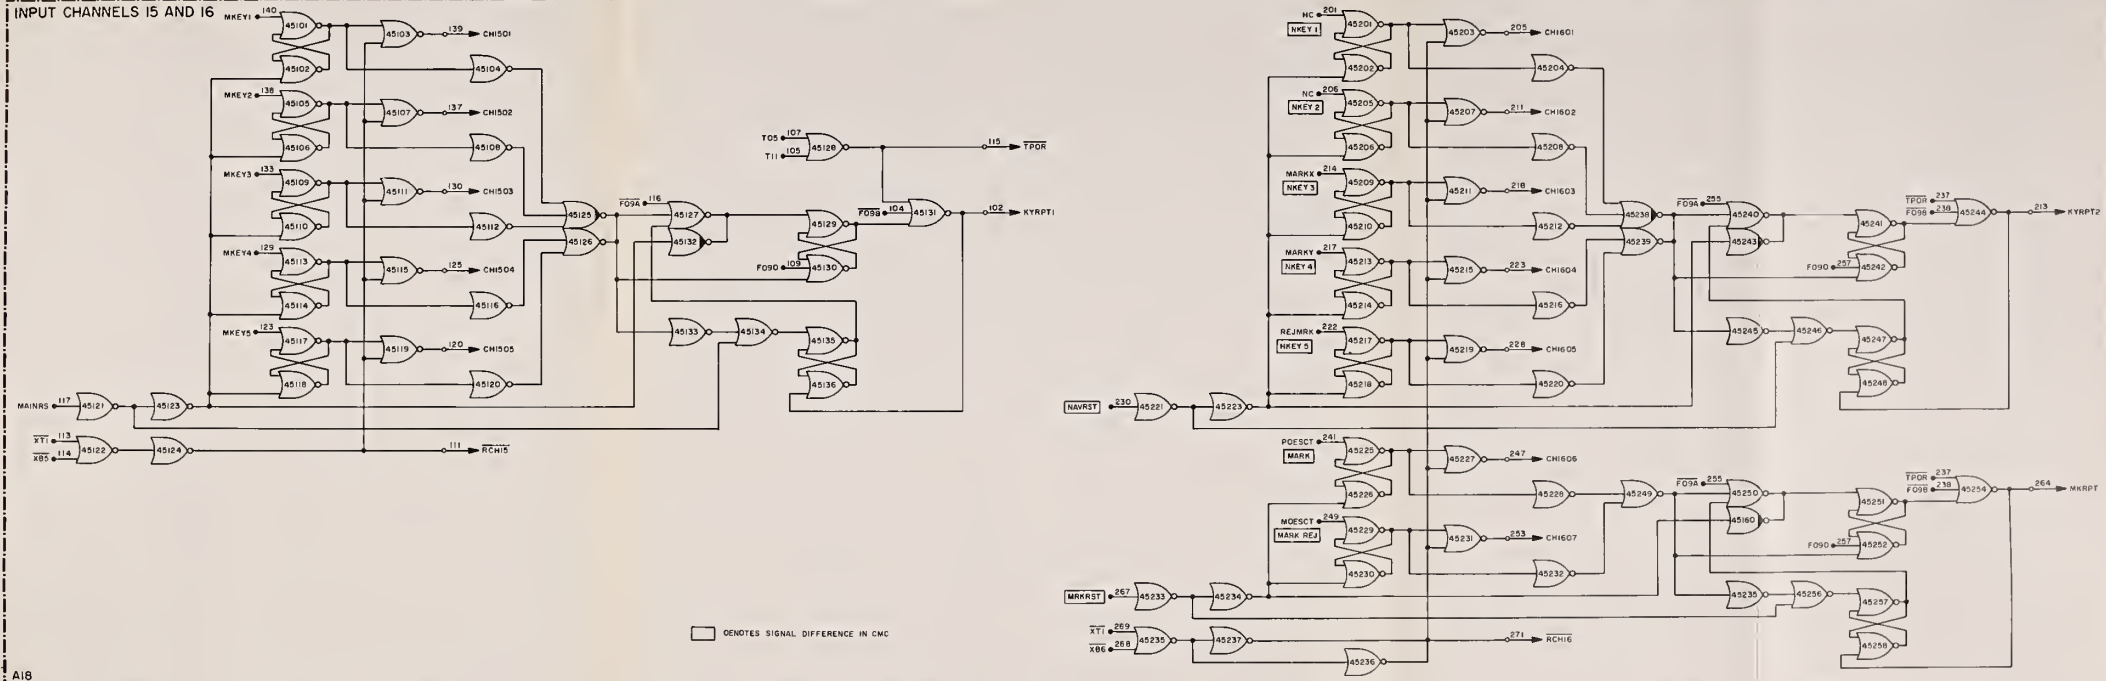 INPUT CHANNELS 15 AND 16
MKEY1 140
45101
45102
45103
139 CH1501
45104
MKEY2 138
45105
45106
45107
137 CH1502
45108
MKEY3 133
45109
45110
45111
130 CH1503
45112
MKEY4 129
45113
45114
45115
125 CH1504
45116
MKEY5 123
45117
45118
45119
120 CH1505
45120
MAINRS 117
45121
45123
XT1 113
XB5 114
45122
45124
111 RCH15
45125
45126
F09A 116
45127
45132
T05 107
T11 105
45128
115 TPOR
45129
F09D 109
45130
F09B 104
45131
102 KYRPT1
45133
45134
45135
45136
HC 201
NKEY 1
45201
45202
45203
205 CH1601
45204
NC 206
NKEY 2
45205
45206
45207
211 CH1602
45208
MARKX 214
NKEY 3
45209
45210
45211
218 CH1603
45212
MARKY 217
NKEY 4
45213
45214
45215
223 CH1604
45216
REJMRK 222
NKEY 5
45217
45218
45219
228 CH1605
45220
NAVRST 230
45221
45223
45238
45239
F09A 255
45240
45243
45241
F09D 257
45242
TPOR 237
F09B 238
45244
213 KYRPT2
45245
45246
45247
45248
POESCT 241
MARK
45225
45226
45227
247 CH1606
45228
45249
MOESCT 249
MARK REJ
45229
45230
45231
253 CH1607
45232
MRKRST 267
45233
45234
XT1 269
XB6 268
45235
45237
45236
271 RCH16
F09A 255
45250
45160
45251
F09D 257
45252
TPOR 237
F09B 238
45254
264 MKRPT
45235
45256
45257
45258
DENOTES SIGNAL DIFFERENCE IN CMC
A18